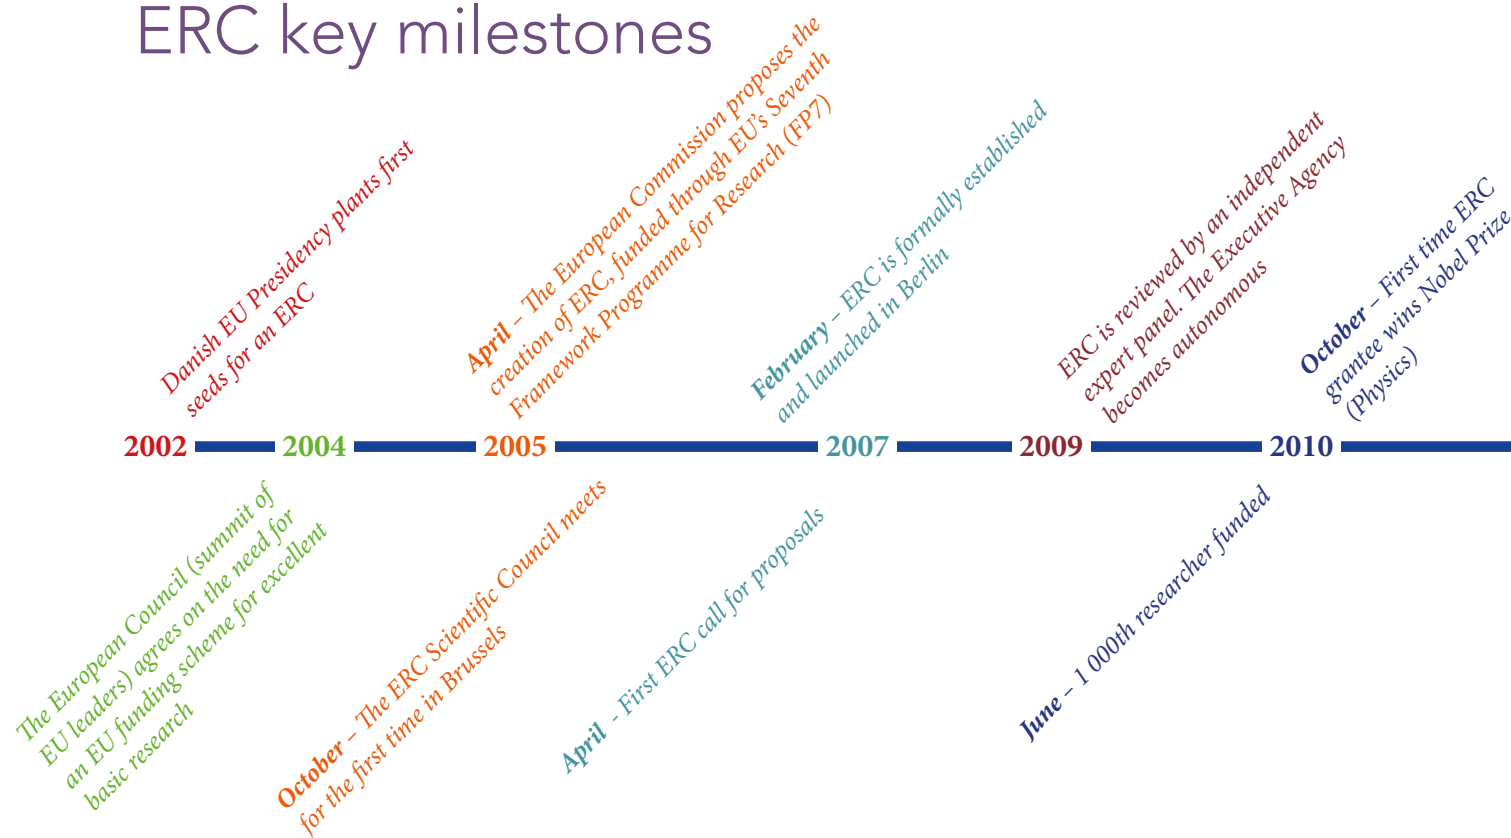 ERC key milestones
Danish EU Presidency plants first
seeds for an ERC
April – The European Commission proposes the
creation of ERC, funded through EU's Seventh
Framework Programme for Research (FP7)
February – ERC is formally established
and launched in Berlin
ERC is reviewed by an independent
expert panel. The Executive Agency
becomes autonomous
October – First time ERC
grantee wins Nobel Prize
(Physics)
2002 2004 2005 2007 2009 2010
The European Council (summit of
EU leaders) agrees on the need for
an EU funding scheme for excellent
basic research
October – The ERC Scientific Council meets
for the first time in Brussels
April - First ERC call for proposals
June – 1 000th researcher funded